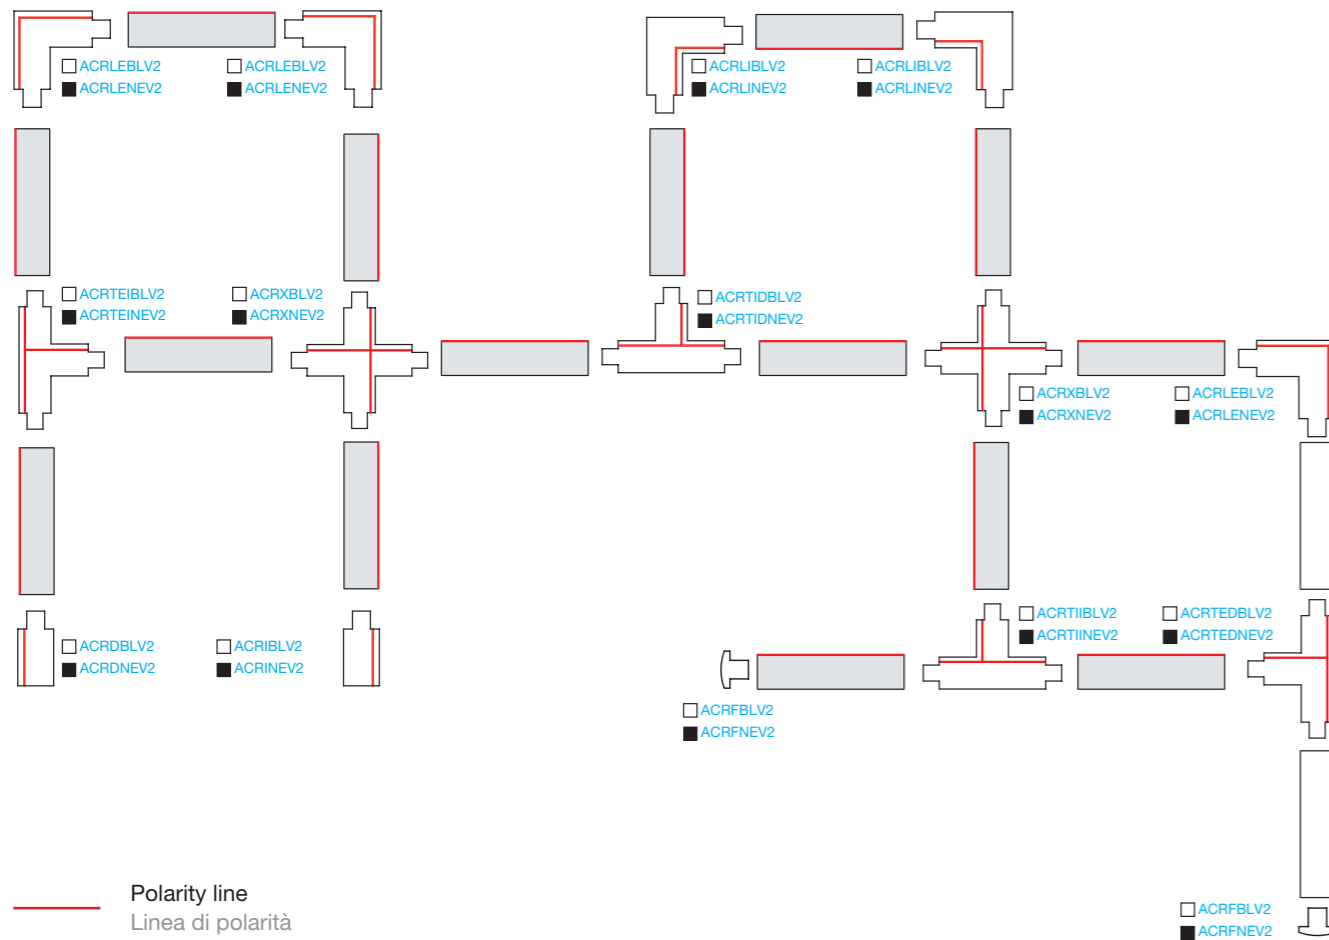 ACRLEBLV2
ACRLENEV2
ACRLEBLV2
ACRLENEV2
ACRLIBLV2
ACRLINEV2
ACRLIBLV2
ACRLINEV2
ACRTEIBLV2
ACRTEINEV2
ACRXBLV2
ACRXNEV2
ACRTIDBLV2
ACRTIDNEV2
ACRXBLV2
ACRXNEV2
ACRLEBLV2
ACRLENEV2
ACRDBLV2
ACRDNEV2
ACRIBLV2
ACRINEV2
ACRTIIBLV2
ACRTIINEV2
ACRTEDBLV2
ACRTEDNEV2
ACRFBLV2
ACRFNEV2
Polarity line
Linea di polarità
ACRFBLV2
ACRFNEV2